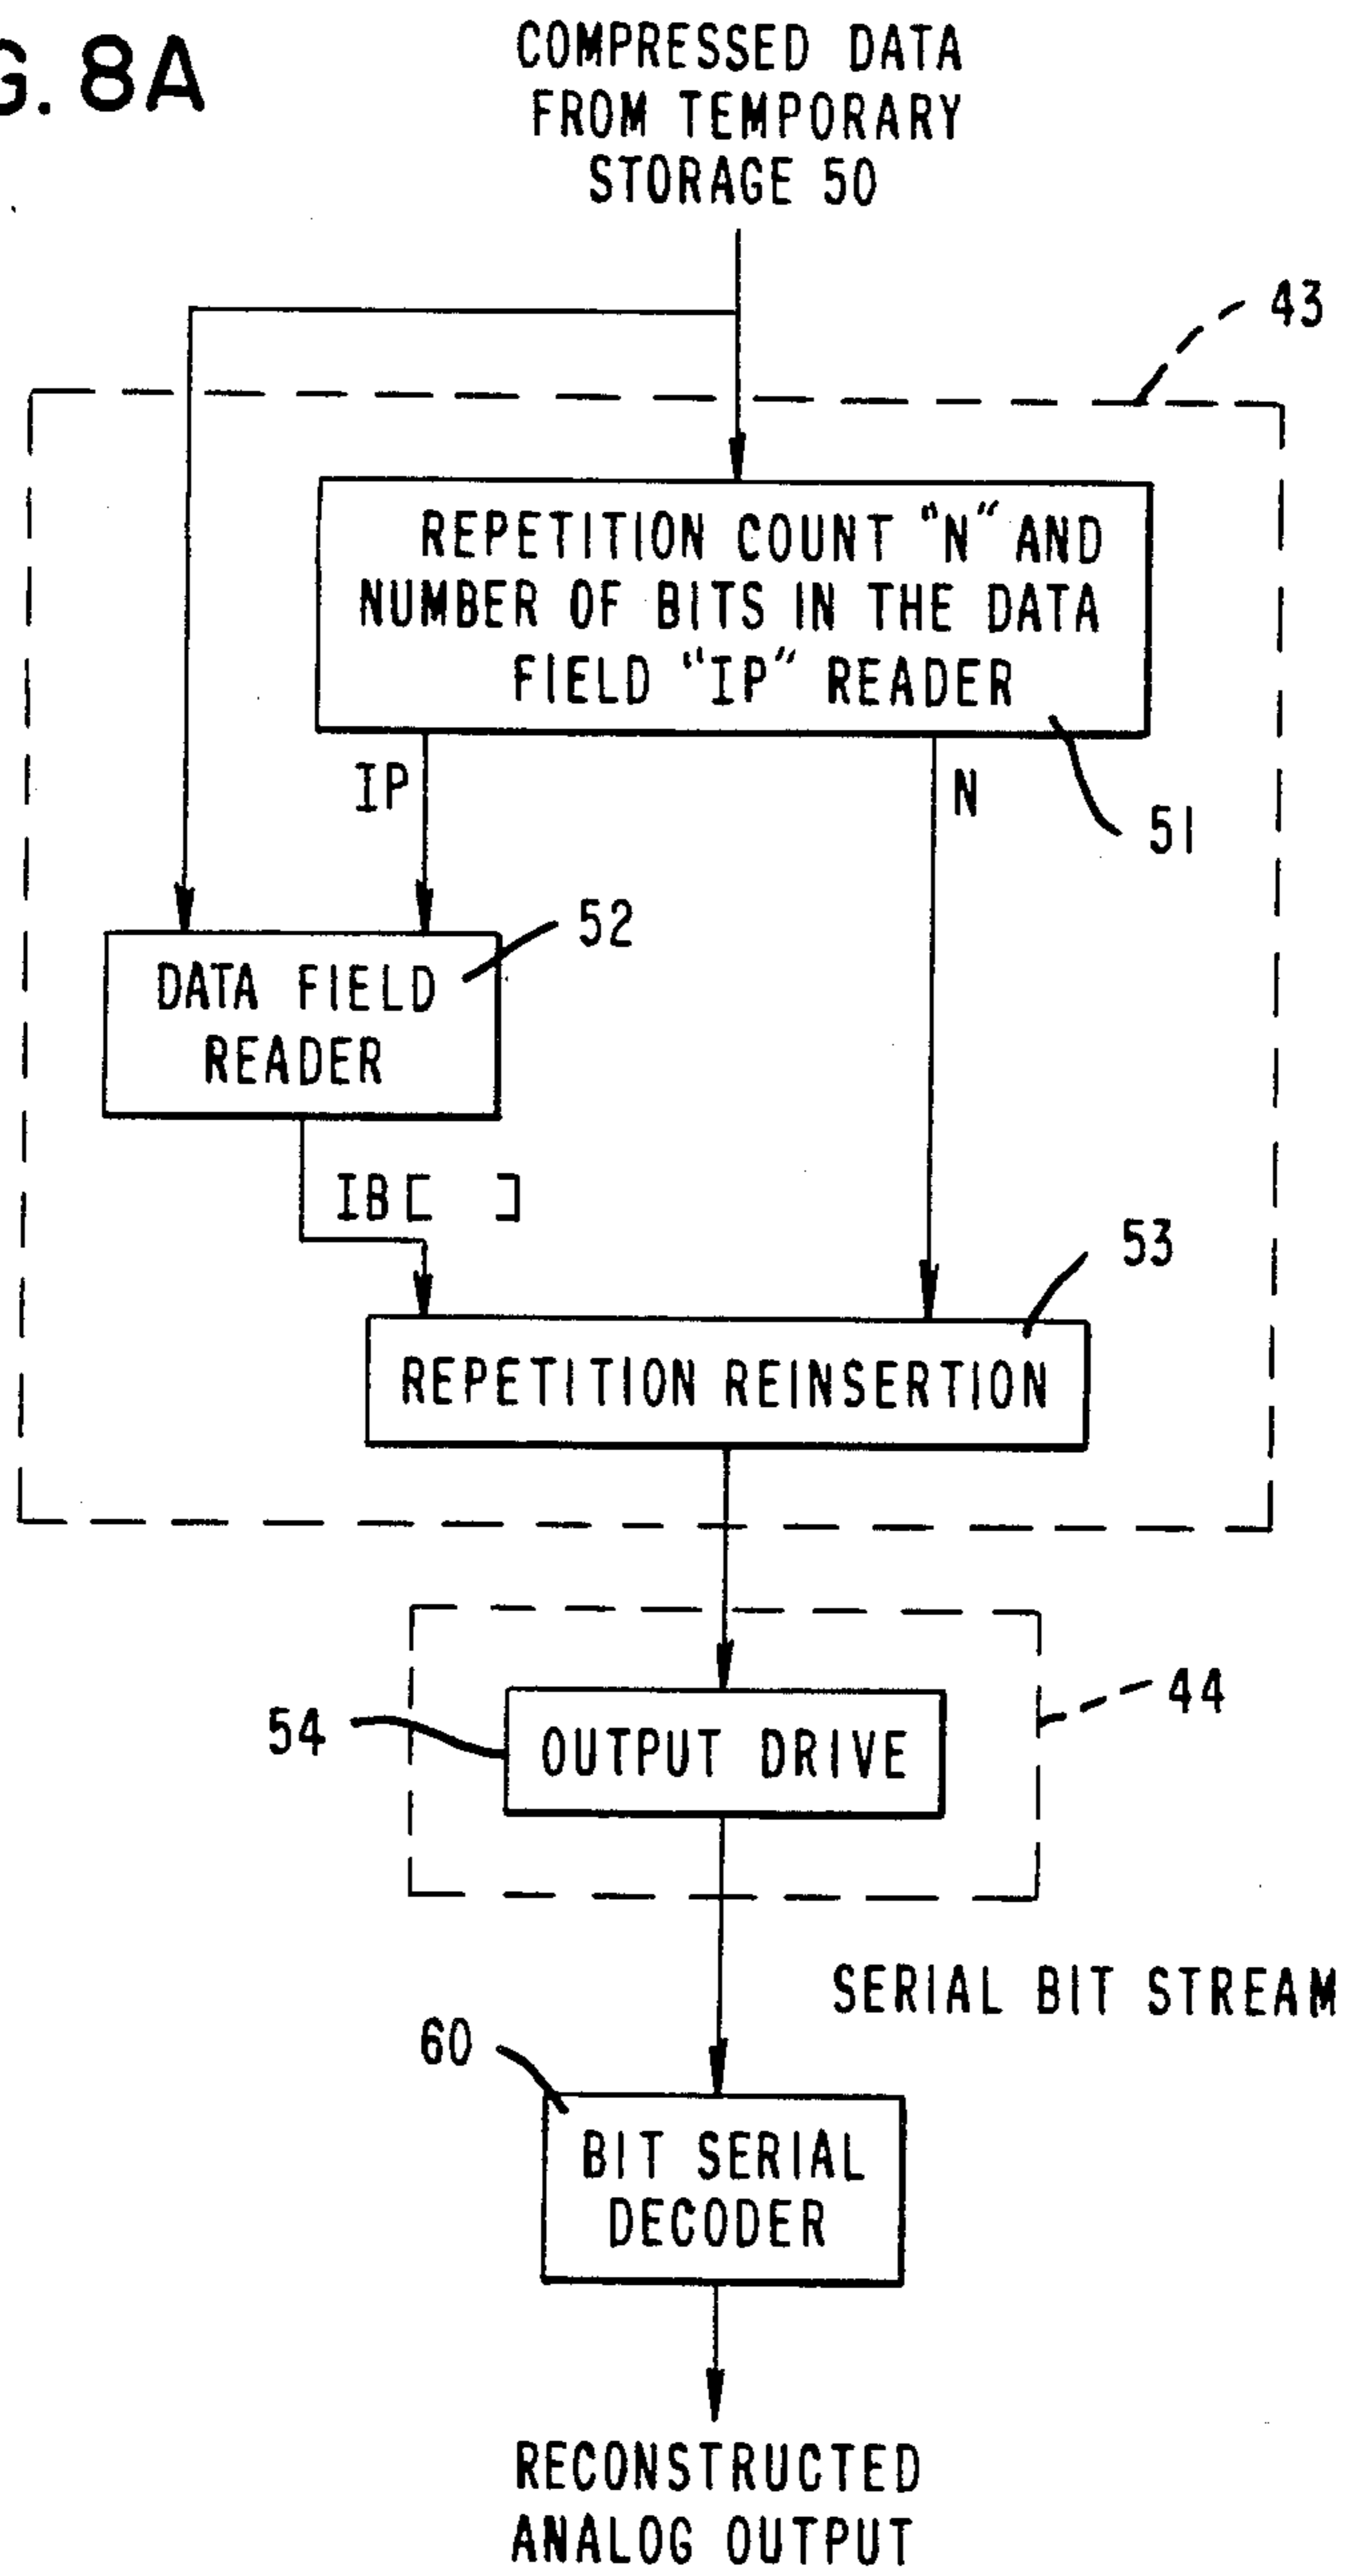 G. 8A
COMPRESSED DATA
FROM TEMPORARY
STORAGE 50
43
REPETITION COUNT "N" AND
NUMBER OF BITS IN THE DATA
FIELD "IP" READER
IP
N
51
52
DATA FIELD
READER
IB[ ]
53
REPETITION REINSERTION
44
54
OUTPUT DRIVE
SERIAL BIT STREAM
60
BIT SERIAL
DECODER
RECONSTRUCTED
ANALOG OUTPUT